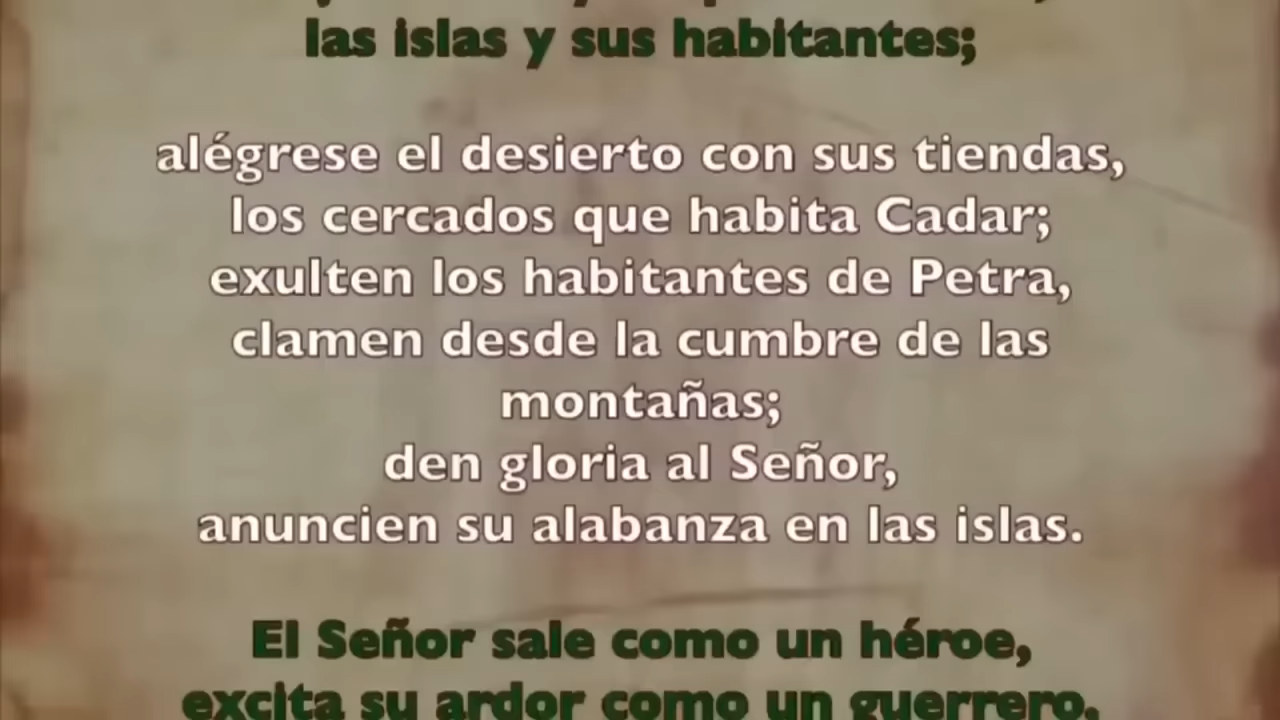 las islas y sus habitantes;
alégrese el desierto con sus tiendas,
los cercados que habita Cadar;
exulten los habitantes de Petra,
clamen desde la cumbre de las
montañas;
den gloria al Señor,
anuncien su alabanza en las islas.
El Señor sale como un héroe,
excita su ardor como un guerrero,